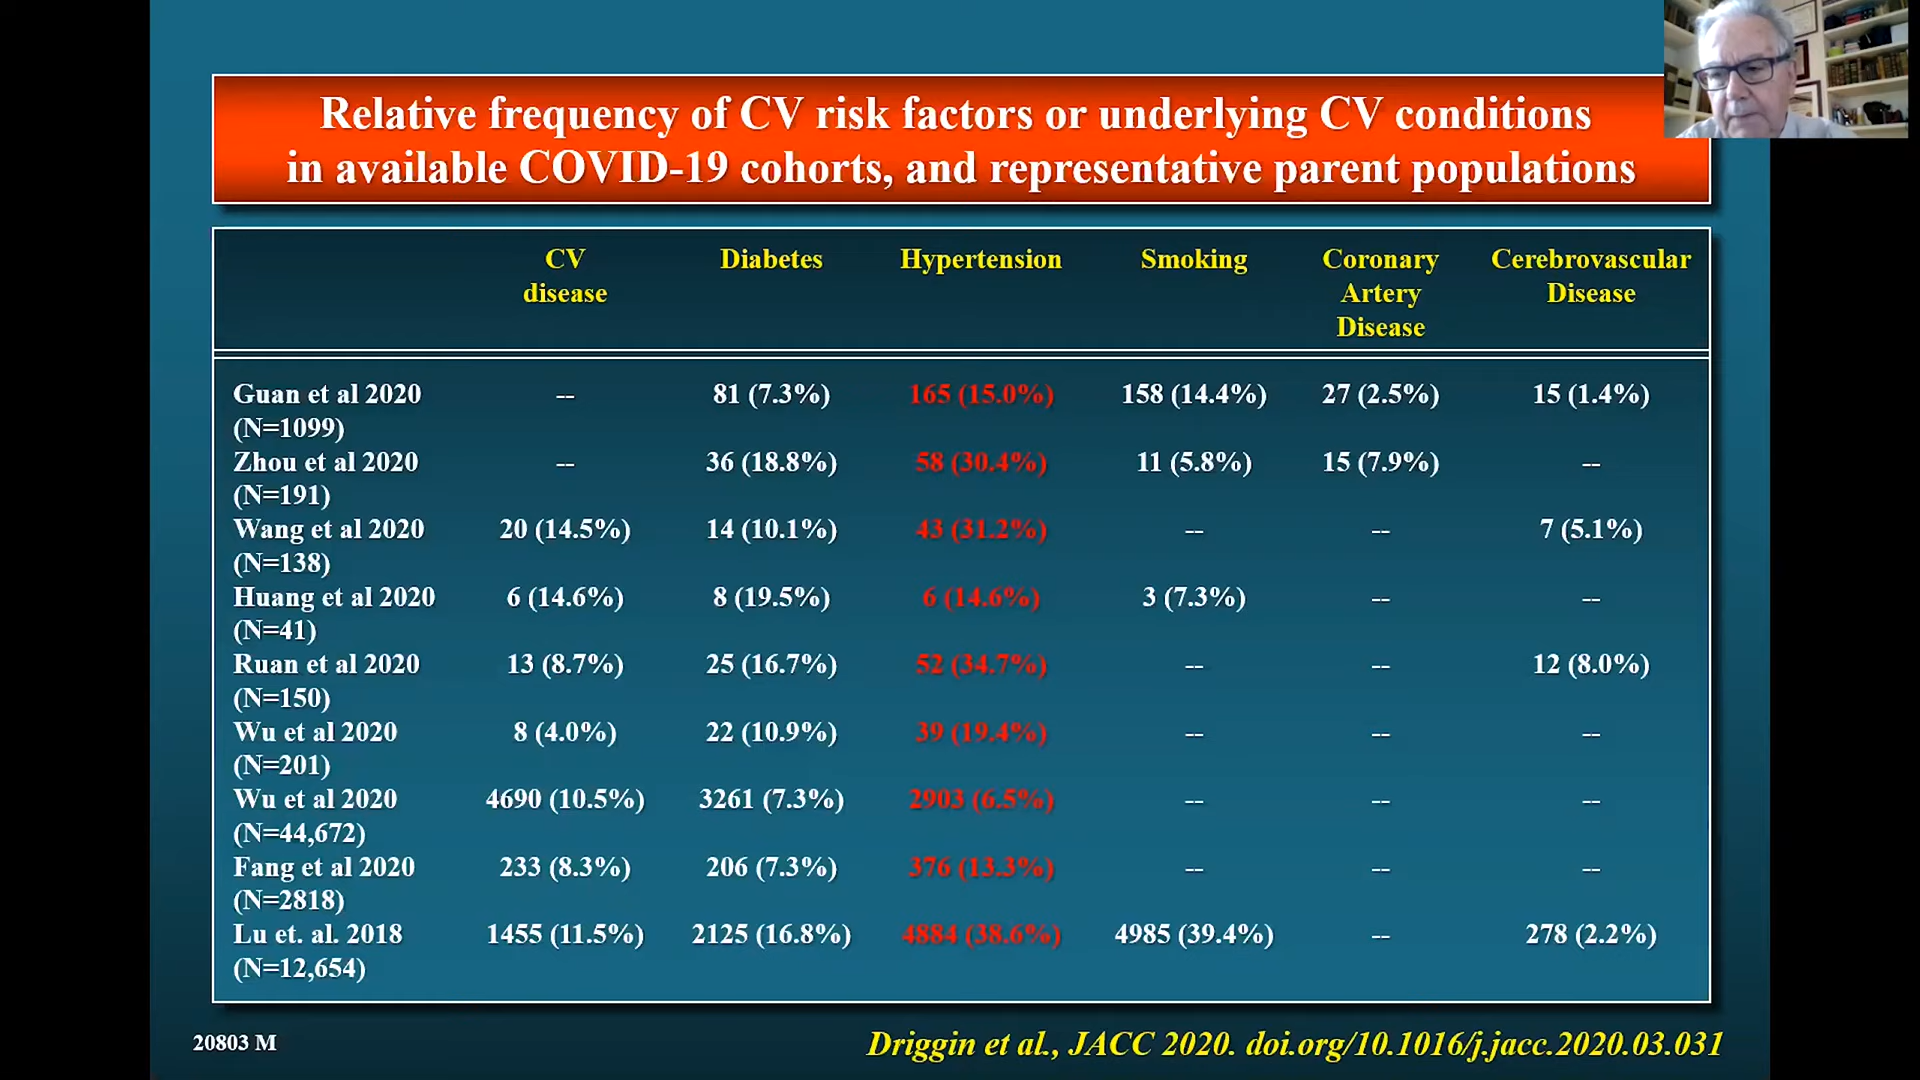 Relative frequency of CV risk factors or underlying CV conditions
in available COVID-19 cohorts, and representative parent populations
CV disease Diabetes Hypertension Smoking Coronary Artery Disease Cerebrovascular Disease
Guan et al 2020 (N=1099) -- 81 (7.3%) 165 (15.0%) 158 (14.4%) 27 (2.5%) 15 (1.4%)
Zhou et al 2020 (N=191) -- 36 (18.8%) 58 (30.4%) 11 (5.8%) 15 (7.9%) --
Wang et al 2020 (N=138) 20 (14.5%) 14 (10.1%) 43 (31.2%) -- -- 7 (5.1%)
Huang et al 2020 (N=41) 6 (14.6%) 8 (19.5%) 6 (14.6%) 3 (7.3%) -- --
Ruan et al 2020 (N=150) 13 (8.7%) 25 (16.7%) 52 (34.7%) -- -- 12 (8.0%)
Wu et al 2020 (N=201) 8 (4.0%) 22 (10.9%) 39 (19.4%) -- -- --
Wu et al 2020 (N=44,672) 4690 (10.5%) 3261 (7.3%) 2903 (6.5%) -- -- --
Fang et al 2020 (N=2818) 233 (8.3%) 206 (7.3%) 376 (13.3%) -- -- --
Lu et. al. 2018 (N=12,654) 1455 (11.5%) 2125 (16.8%) 4884 (38.6%) 4985 (39.4%) -- 278 (2.2%)
20803 M
Driggin et al., JACC 2020. doi.org/10.1016/j.jacc.2020.03.031